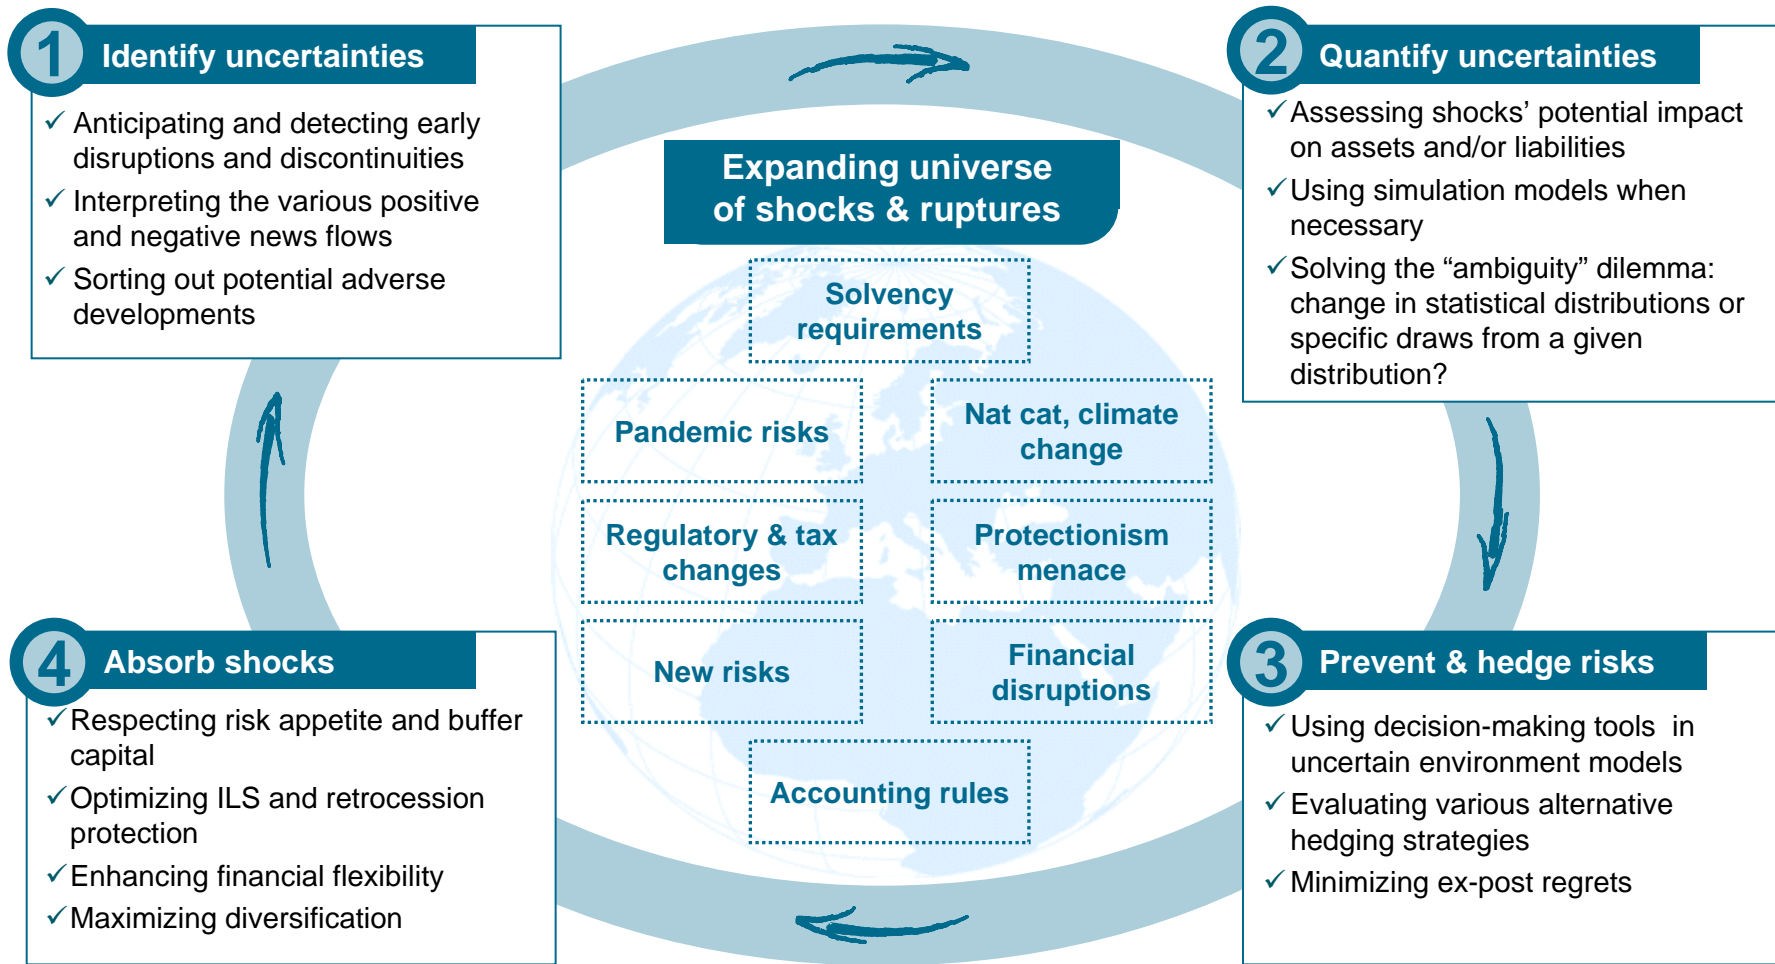 1 Identify uncertainties
✓ Anticipating and detecting early
disruptions and discontinuities
✓ Interpreting the various positive
and negative news flows
✓ Sorting out potential adverse
developments
2 Quantify uncertainties
✓ Assessing shocks’ potential impact
on assets and/or liabilities
✓ Using simulation models when
necessary
✓ Solving the “ambiguity” dilemma:
change in statistical distributions or
specific draws from a given
distribution?
Expanding universe
of shocks & ruptures
Solvency
requirements
Pandemic risks
Nat cat, climate
change
Regulatory & tax
changes
Protectionism
menace
New risks
Financial
disruptions
Accounting rules
4 Absorb shocks
✓ Respecting risk appetite and buffer
capital
✓ Optimizing ILS and retrocession
protection
✓ Enhancing financial flexibility
✓ Maximizing diversification
3 Prevent & hedge risks
✓ Using decision-making tools in
uncertain environment models
✓ Evaluating various alternative
hedging strategies
✓ Minimizing ex-post regrets